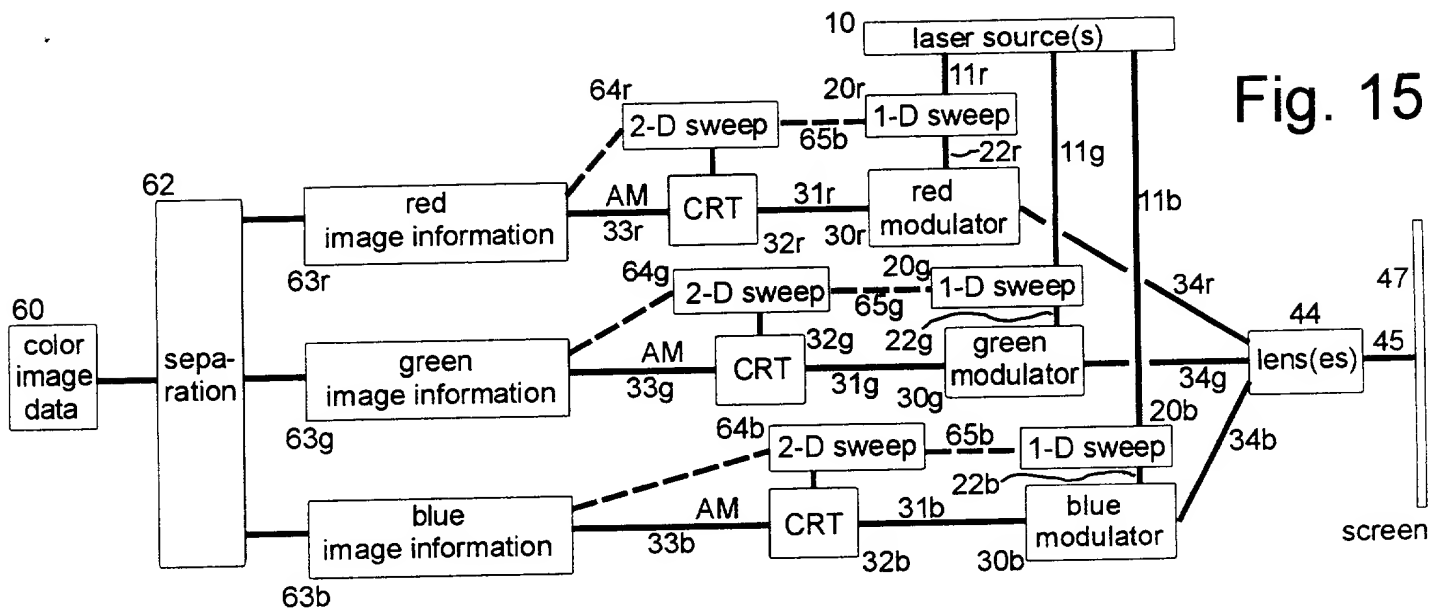 Fig. 15
10
laser source(s)
11r
11g
11b
64r
2-D sweep
65b
20r
1-D sweep
22r
62
sepa-
ration
red
image information
63r
AM
33r
CRT
32r
31r
30r
red
modulator
34r
60
color
image
data
64g
2-D sweep
65g
20g
1-D sweep
22g
green
image information
63g
AM
33g
CRT
32g
31g
30g
green
modulator
34g
44
lens(es)
45
47
screen
64b
2-D sweep
65b
20b
1-D sweep
22b
blue
image information
63b
AM
33b
CRT
32b
31b
30b
blue
modulator
34b